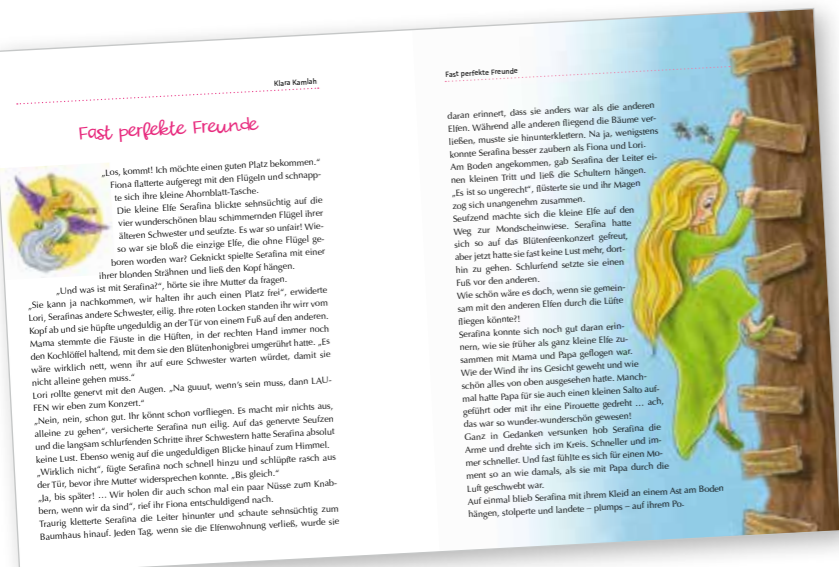 Klara Kamlah
Fast perfekte Freunde
„Los, kommt! Ich möchte einen guten Platz bekommen.“
Fiona flatterte aufgeregt mit den Flügeln und schnapp-
te sich ihre kleine Ahornblatt-Tasche.
Die kleine Elfe Serafina blickte sehnsüchtig auf die
vier wunderschönen blau schimmernden Flügel ihrer
älteren Schwester und seufzte. Es war so unfair! Wie-
so war sie bloß die einzige Elfe, die ohne Flügel ge-
boren worden war? Geknickt spielte Serafina mit einer
ihrer blonden Strähnen und ließ den Kopf hängen.
„Und was ist mit Serafina?“, hörte sie ihre Mutter da fragen.
„Sie kann ja nachkommen, wir halten ihr auch einen Platz frei“, erwiderte
Lori, Serafinas andere Schwester, eilig. Ihre roten Locken standen ihr wirr vom
Kopf ab und sie hüpfte ungeduldig an der Tür von einem Fuß auf den anderen.
Mama stemmte die Fäuste in die Hüften, in der rechten Hand immer noch
den Kochlöffel haltend, mit dem sie den Blütenhonigbrei umgerührt hatte. „Es
wäre wirklich nett, wenn ihr auf eure Schwester warten würdet, damit sie
nicht alleine gehen muss.“
Lori rollte genervt mit den Augen. „Na guuut, wenn’s sein muss, dann LAU-
FEN wir eben zum Konzert.“
„Nein, nein, schon gut. Ihr könnt schon vorfliegen. Es macht mir nichts aus,
alleine zu gehen“, versicherte Serafina nun eilig. Auf das genervte Seufzen
und die langsam schlurfenden Schritte ihrer Schwestern hatte Serafina absolut
keine Lust. Ebenso wenig auf die ungeduldigen Blicke hinauf zum Himmel.
„Wirklich nicht“, fügte Serafina noch schnell hinzu und schlüpfte rasch aus
der Tür, bevor ihre Mutter widersprechen konnte. „Bis gleich.“
„Ja, bis später! … Wir holen dir auch schon mal ein paar Nüsse zum Knab-
bern, wenn wir da sind“, rief ihr Fiona entschuldigend nach.
Traurig kletterte Serafina die Leiter hinunter und schaute sehnsüchtig zum
Baumhaus hinauf. Jeden Tag, wenn sie die Elfenwohnung verließ, wurde sie
Fast perfekte Freunde
daran erinnert, dass sie anders war als die anderen
Elfen. Während alle anderen fliegend die Bäume ver-
ließen, musste sie hinunterklettern. Na ja, wenigstens
konnte Serafina besser zaubern als Fiona und Lori.
Am Boden angekommen, gab Serafina der Leiter ei-
nen kleinen Tritt und ließ die Schultern hängen.
„Es ist so ungerecht“, flüsterte sie und ihr Magen
zog sich unangenehm zusammen.
Seufzend machte sich die kleine Elfe auf den
Weg zur Mondscheinwiese. Serafina hatte
sich so auf das Blütenfeenkonzert gefreut,
aber jetzt hatte sie fast keine Lust mehr, dort-
hin zu gehen. Schlurfend setzte sie einen
Fuß vor den anderen.
Wie schön wäre es doch, wenn sie gemein-
sam mit den anderen Elfen durch die Lüfte
fliegen könnte?!
Serafina konnte sich noch gut daran erin-
nern, wie sie früher als ganz kleine Elfe zu-
sammen mit Mama und Papa geflogen war.
Wie der Wind ihr ins Gesicht geweht und wie
schön alles von oben ausgesehen hatte. Manch-
mal hatte Papa für sie auch einen kleinen Salto auf-
geführt oder mit ihr eine Pirouette gedreht … ach,
das war so wunder-wunderschön gewesen!
Ganz in Gedanken versunken hob Serafina die
Arme und drehte sich im Kreis. Schneller und im-
mer schneller. Und fast fühlte es sich für einen Mo-
ment so an wie damals, als sie mit Papa durch die
Luft geschwebt war.
Auf einmal blieb Serafina mit ihrem Kleid an einem Ast am Boden
hängen, stolperte und landete – plumps – auf ihrem Po.